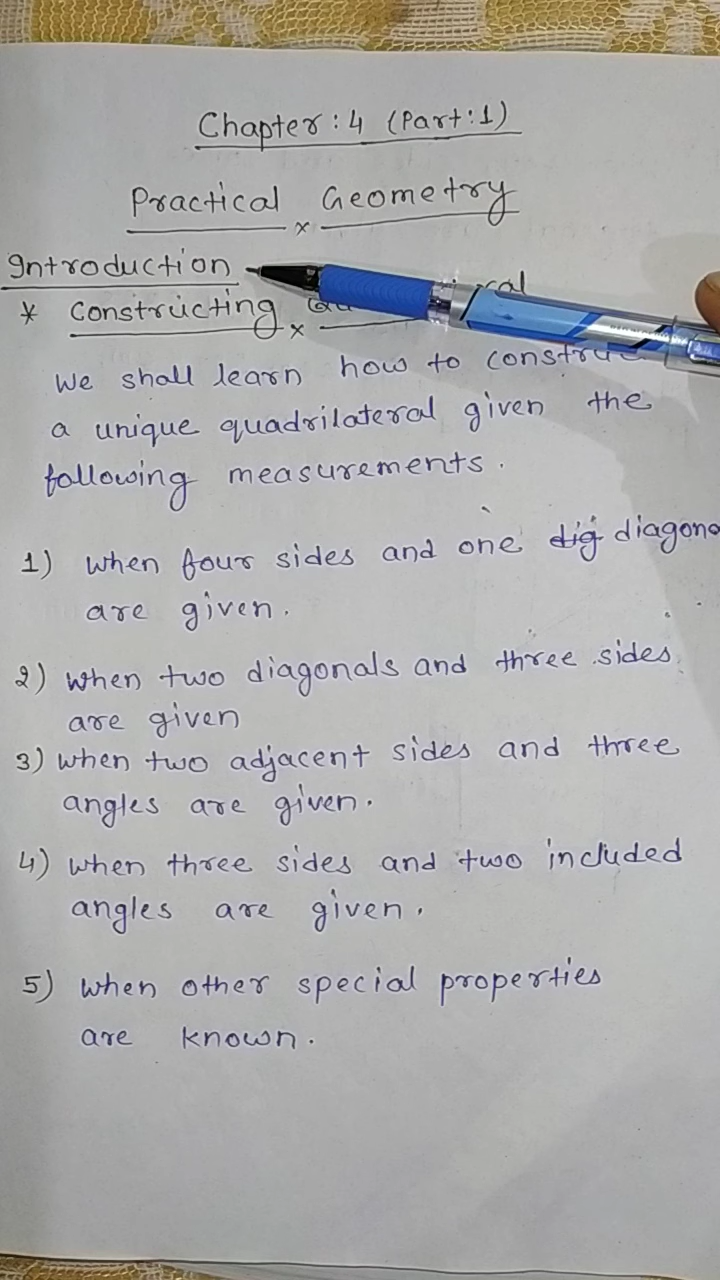 Chapter : 4 (Part : 1)
Practical Geometry
Introduction
* Constructing
We shall learn how to
a unique quadrilateral given the
following measurements.
1) when four sides and one dig
are given.
2) when two diagonals and three sides
are given
3) when two adjacent sides and three
angles are given.
4) when three sides and two included
angles are given.
5) when other special properties
are known.